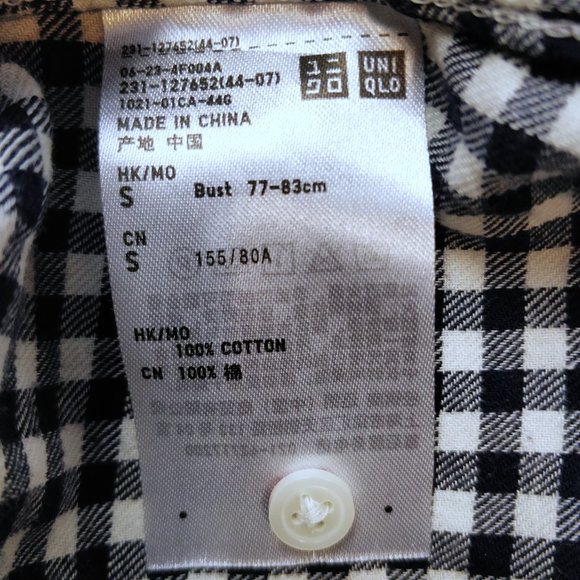 231-127652(44-07)
06-23-4F004A
231-127652(44-07)
1021-01CA-44G
MADE IN CHINA
产地 中国
ユニ
クロ
UNI
QLO
HK/MO
S Bust 77-83cm
CN
S 155/80A
HK/MO
100% COTTON
CN 100% 棉